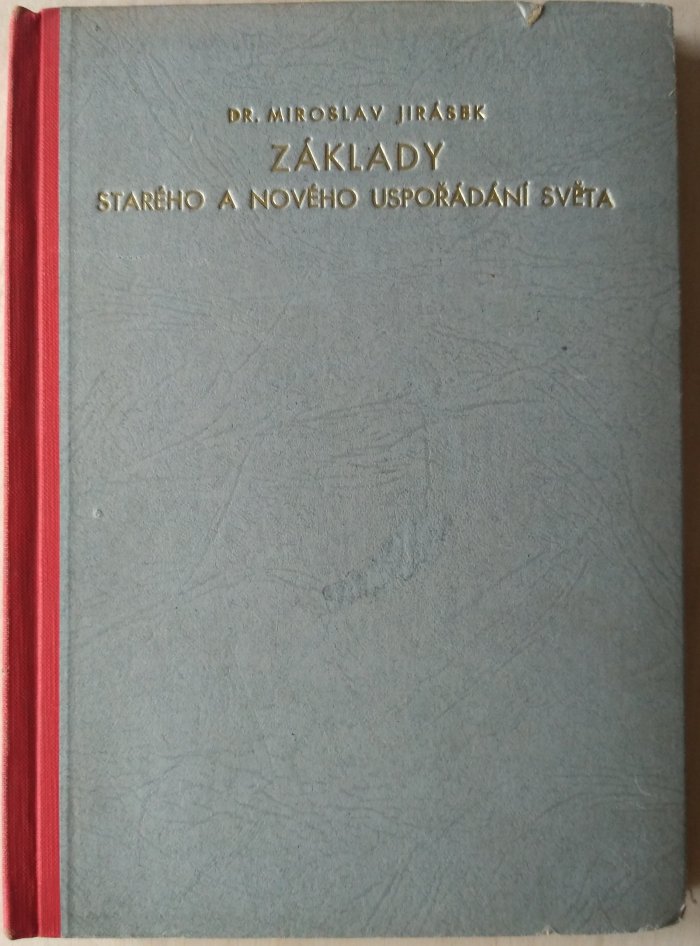 DR. MIROSLAV JIRÁSEK
ZÁKLADY
STARÉHO A NOVÉHO USPOŘÁDÁNÍ SVĚTA